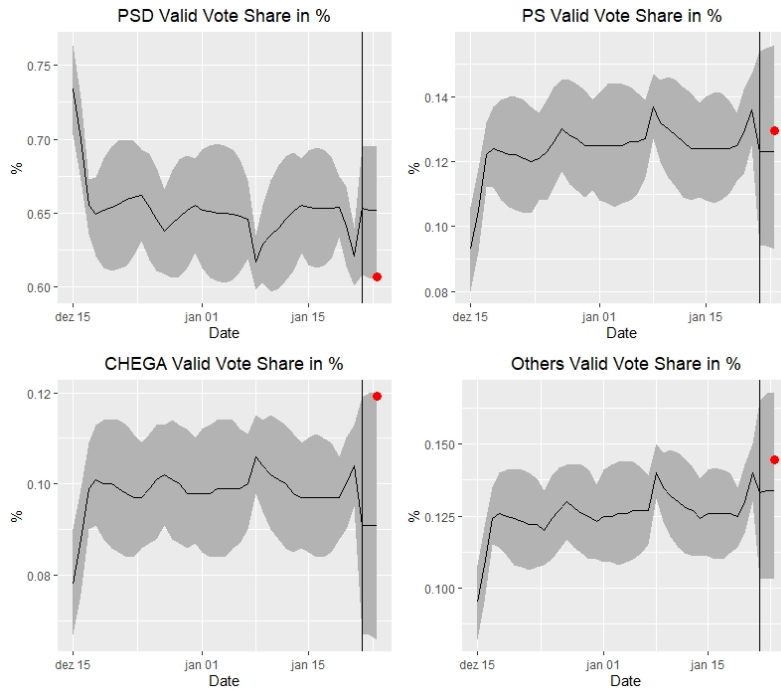 PSD Valid Vote Share in %
%
0.75
0.70
0.65
0.60
dez 15
jan 01
jan 15
Date
PS Valid Vote Share in %
%
0.14
0.12
0.10
0.08
dez 15
jan 01
jan 15
Date
CHEGA Valid Vote Share in %
%
0.12
0.10
0.08
dez 15
jan 01
jan 15
Date
Others Valid Vote Share in %
%
0.150
0.125
0.100
dez 15
jan 01
jan 15
Date